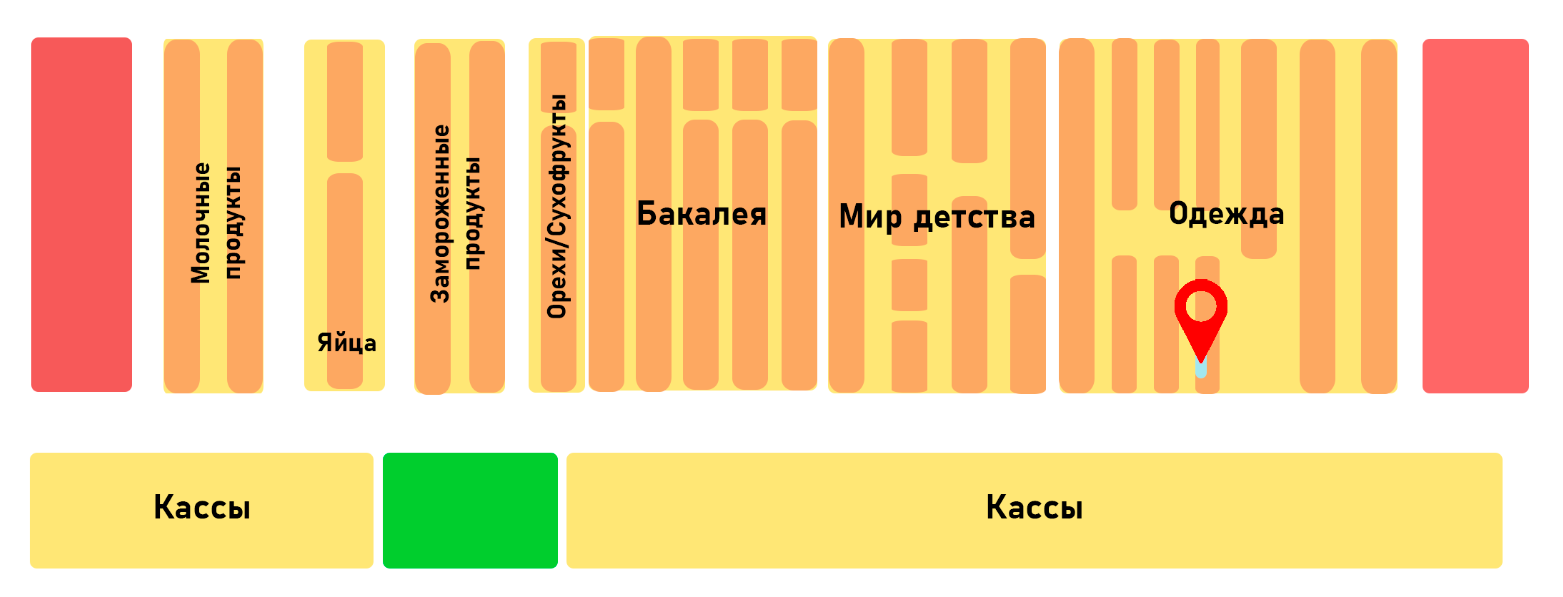 Молочные
продукты
Яйца
Замороженные
продукты
Орехи/Сухофрукты
Бакалея
Мир детства
Одежда
Кассы
Кассы